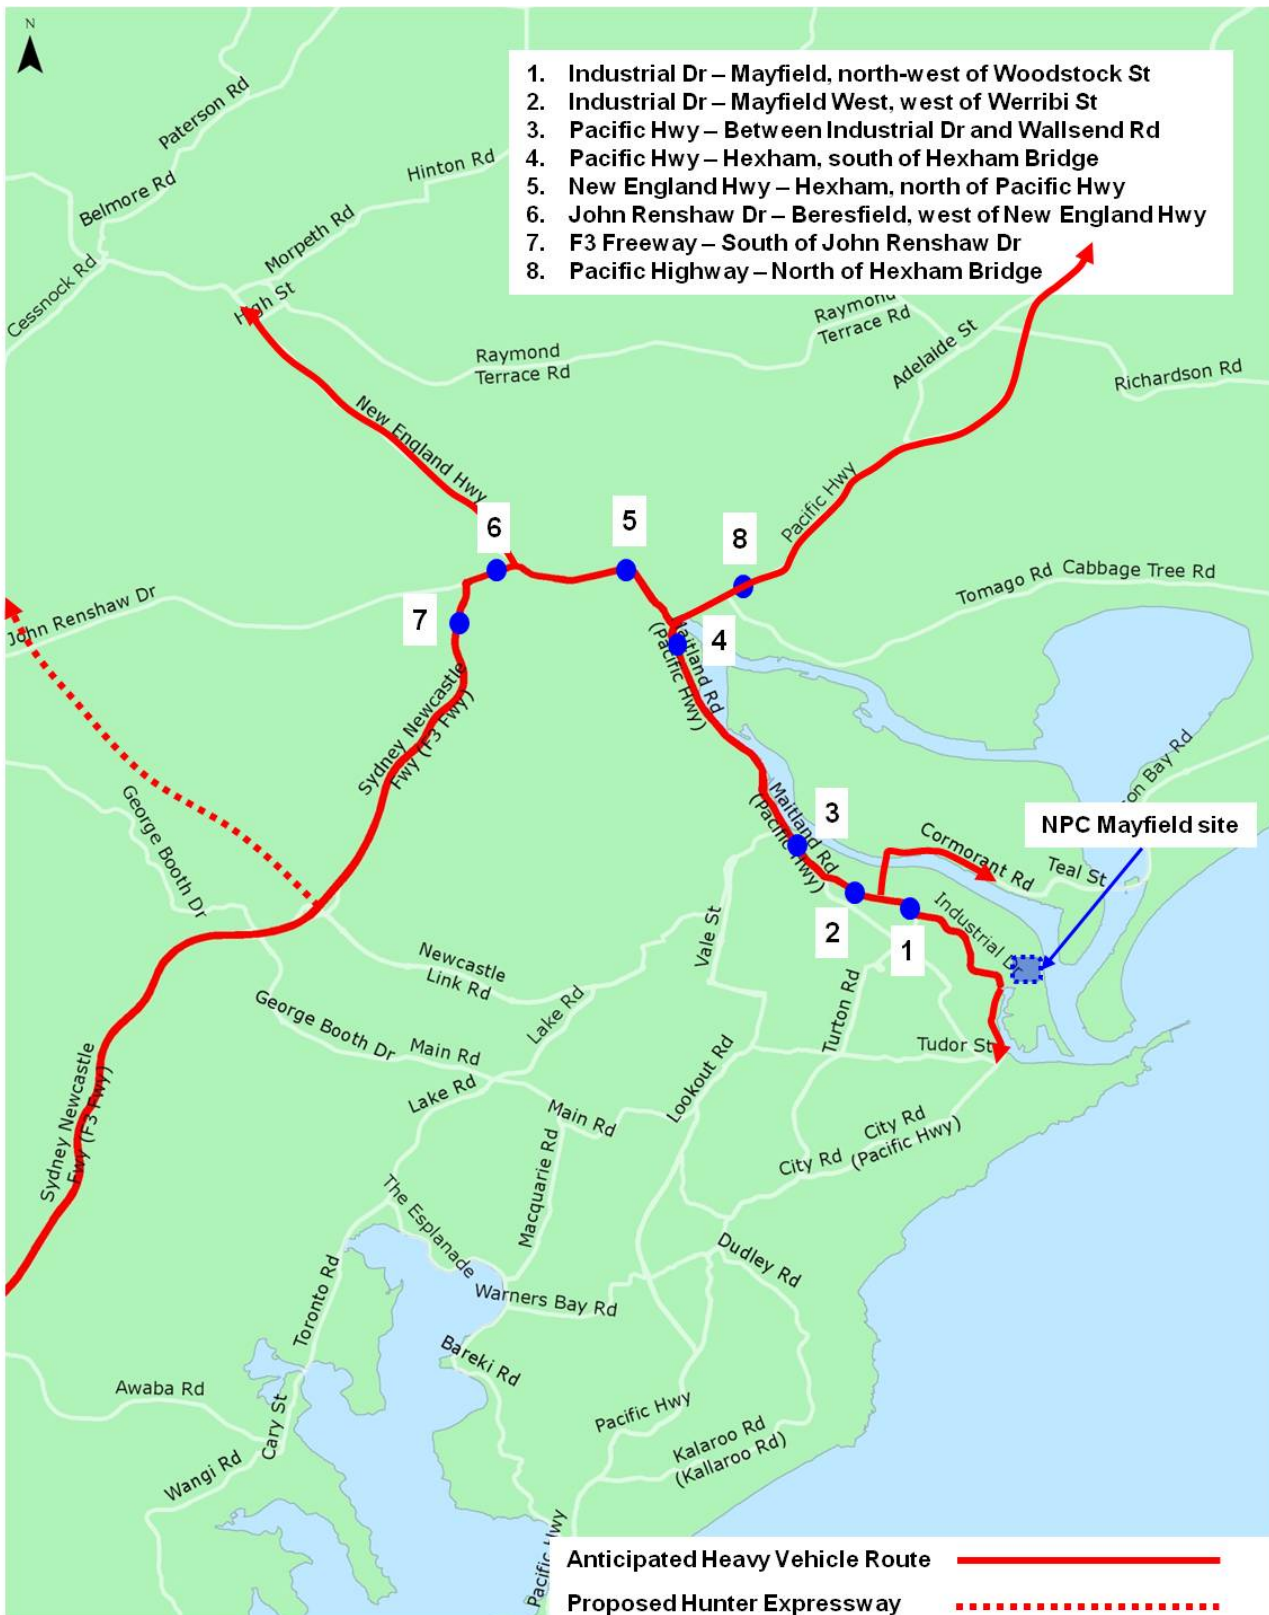 N
1. Industrial Dr – Mayfield, north-west of Woodstock St
2. Industrial Dr – Mayfield West, west of Werribi St
3. Pacific Hwy – Between Industrial Dr and Wallsend Rd
4. Pacific Hwy – Hexham, south of Hexham Bridge
5. New England Hwy – Hexham, north of Pacific Hwy
6. John Renshaw Dr – Beresfield, west of New England Hwy
7. F3 Freeway – South of John Renshaw Dr
8. Pacific Highway – North of Hexham Bridge
Paterson Rd
Hinton Rd
Belmore Rd
Morpeth Rd
Cessnock Rd
High St
Raymond
Terrace Rd
Raymond
Terrace Rd
Adelaide St
Richardson Rd
New England Hwy
Pacific Hwy
6
5
8
Tomago Rd
Cabbage Tree Rd
John Renshaw Dr
7
4
Maitland Rd
(Pacific Hwy)
Sydney Newcastle
Fwy (F3 Fwy)
on Bay Rd
George Booth Dr
Maitland Rd
(Pacific Hwy)
3
NPC Mayfield site
Cormorant Rd
Teal St
Industrial Dr
2
1
Vale St
Newcastle
Link Rd
Lake Rd
Turton Rd
George Booth Dr
Main Rd
Tudor St
Lookout Rd
Lake Rd
Main Rd
City Rd
(Pacific Hwy)
City Rd
Sydney Newcastle
Fwy (F3 Fwy)
Macquarie Rd
The Esplanade
Dudley Rd
Toronto Rd
Warners Bay Rd
Bareki Rd
Awaba Rd
Cary St
Pacific Hwy
Kalaroo Rd
(Kallaroo Rd)
Wangi Rd
Pacific Hwy
Anticipated Heavy Vehicle Route
Proposed Hunter Expressway